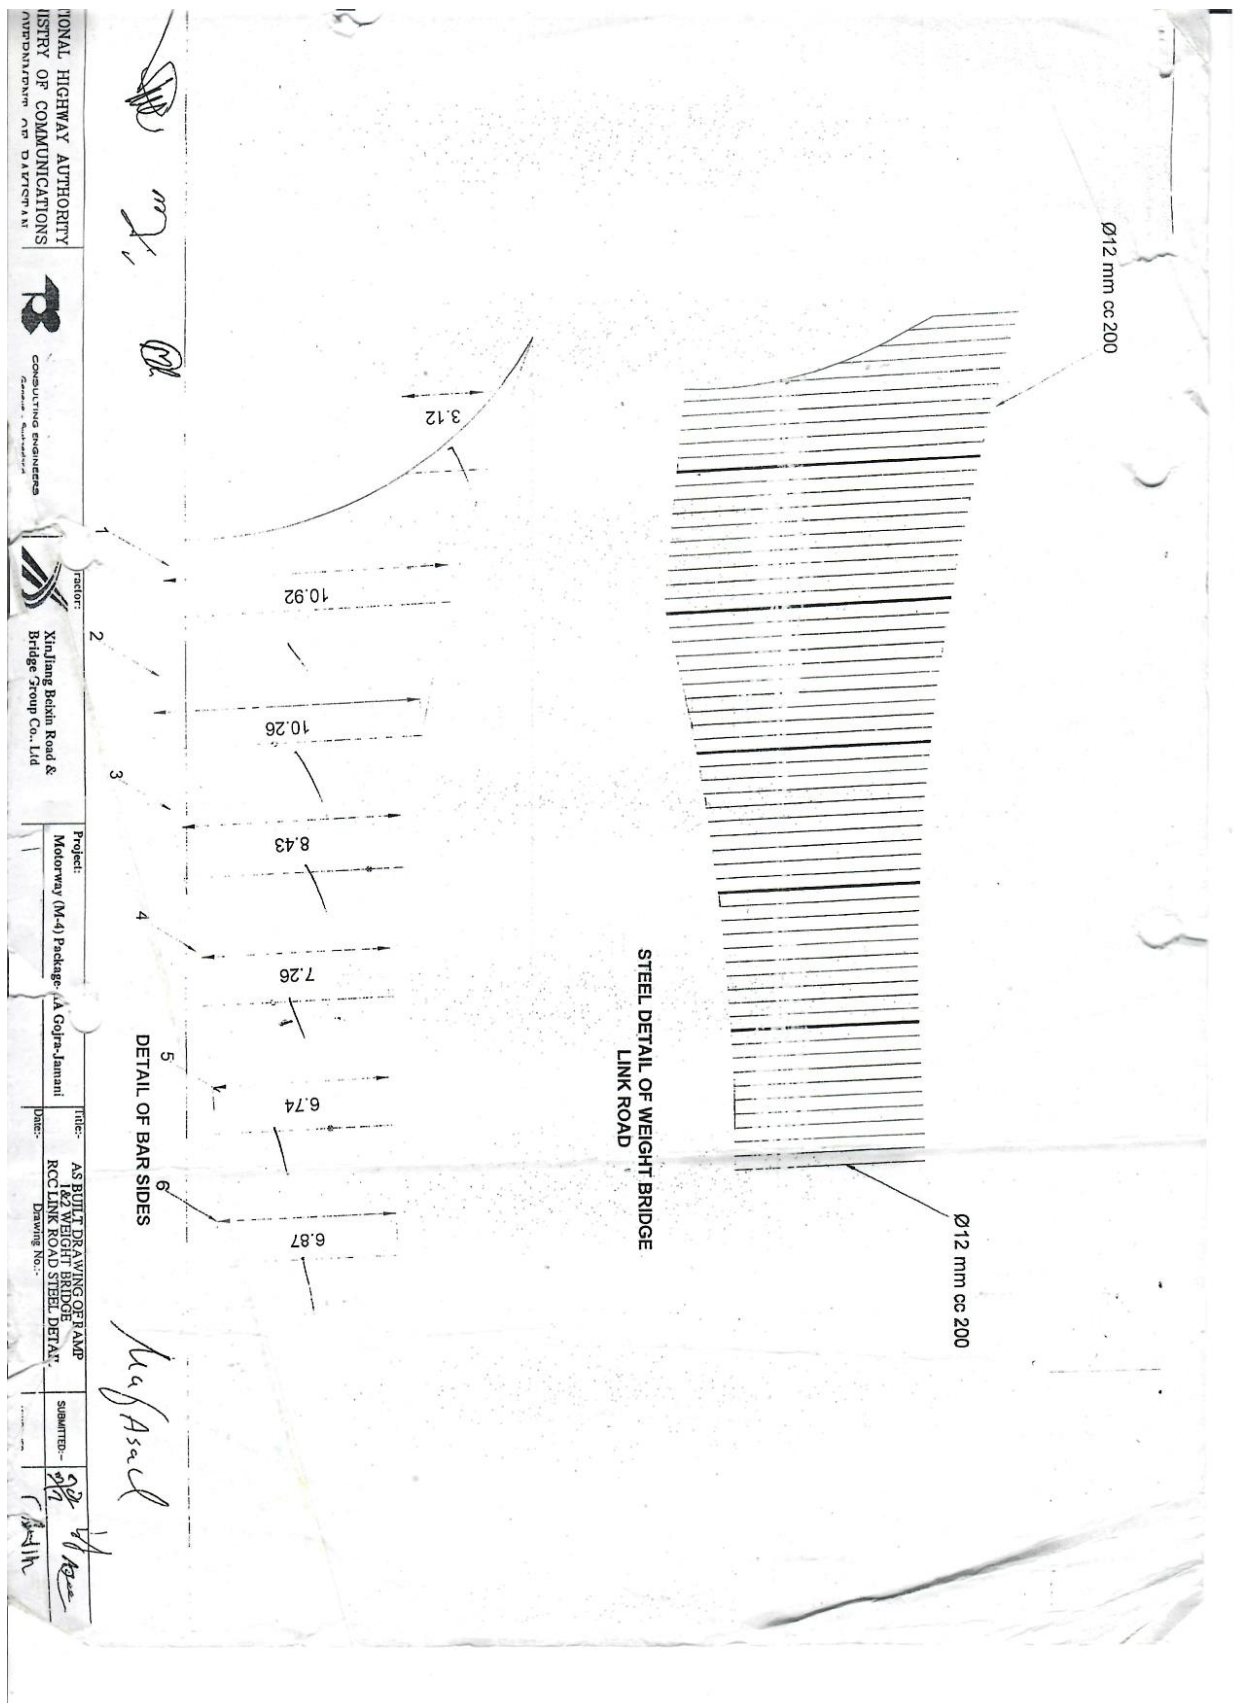 Ø12 mm cc 200
Ø12 mm cc 200
STEEL DETAIL OF WEIGHT BRIDGE
LINK ROAD
3.12
10.92
10.26
8.43
7.26
6.74
6.87
1
2
3
4
5
6
DETAIL OF BAR SIDES
TIONAL HIGHWAY AUTHORITY
ISTRY OF COMMUNICATIONS
CONSULTING ENGINEERS
ractor:
XinJiang Beixin Road &
Bridge Group Co., Ltd
Project:
Motorway (M-4) Package- A Gojra-Jamani
Title:-
AS BUILT DRAWING OF RAMP
1&2 WEIGHT BRIDGE
RCC LINK ROAD STEEL DETAIL
Date:-
Drawing No.:-
SUBMITTED:-